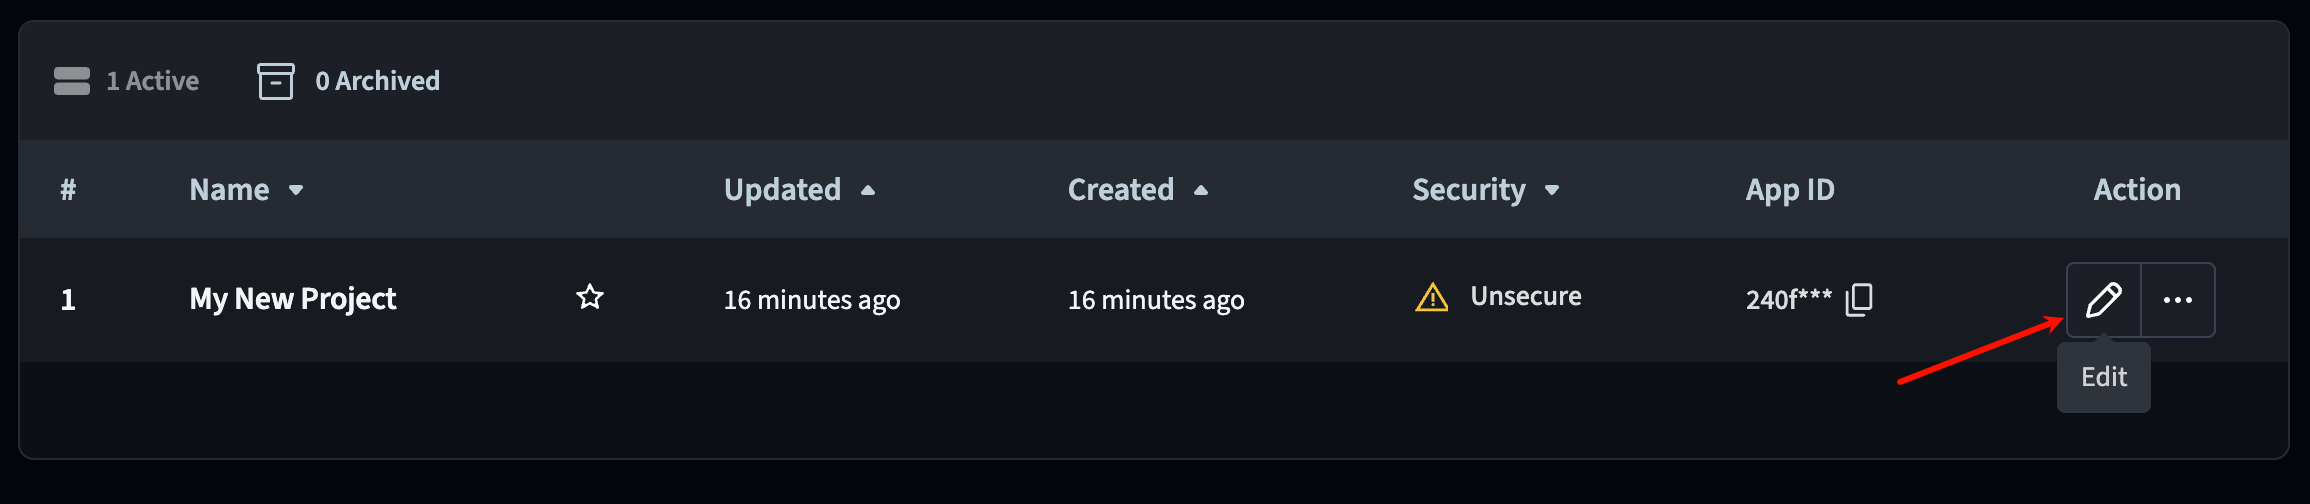 1 Active 0 Archived
# Name Updated Created Security App ID Action
1 My New Project 16 minutes ago 16 minutes ago Unsecure 240f***
Edit